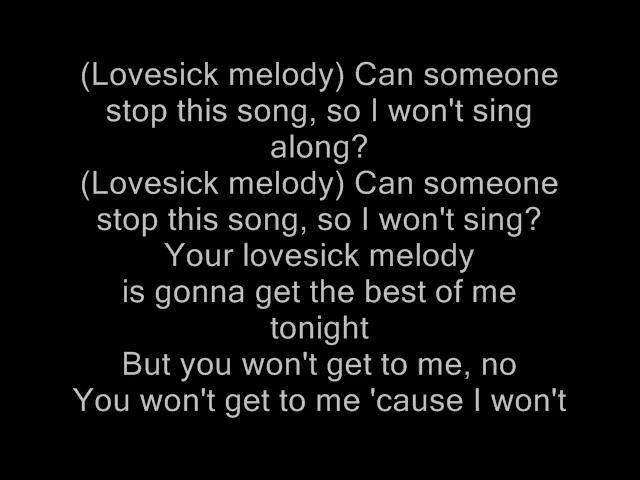 (Lovesick melody) Can someone
stop this song, so I won't sing
along?
(Lovesick melody) Can someone
stop this song, so I won't sing?
Your lovesick melody
is gonna get the best of me
tonight
But you won't get to me, no
You won't get to me 'cause I won't